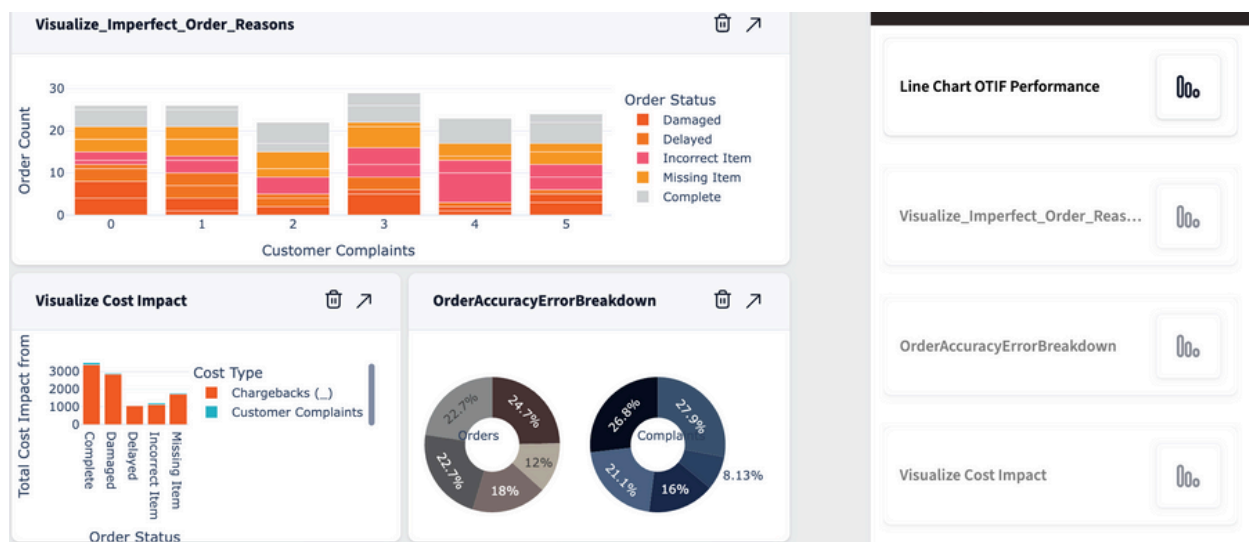 Visualize_Imperfect_Order_Reasons
Order Count
30
20
10
0
0 1 2 3 4 5
Customer Complaints
Order Status
Damaged
Delayed
Incorrect Item
Missing Item
Complete
Visualize Cost Impact
Total Cost Impact from
3000
2000
1000
0
Complete
Damaged
Delayed
Incorrect Item
Missing Item
Order Status
Cost Type
Chargebacks (_)
Customer Complaints
OrderAccuracyErrorBreakdown
22.7%
24.7%
Orders
12%
22.7%
18%
26.8%
27.9%
Complaints
8.13%
21.1%
16%
Line Chart OTIF Performance
Visualize_Imperfect_Order_Reas...
OrderAccuracyErrorBreakdown
Visualize Cost Impact